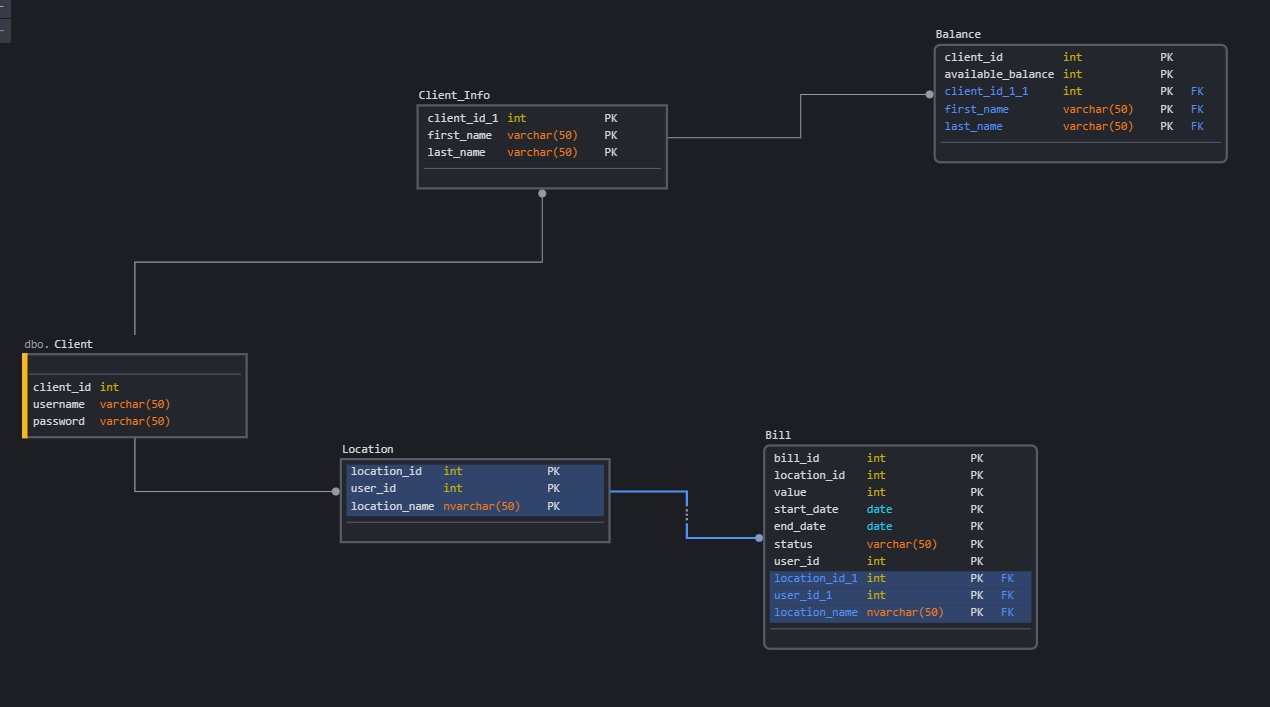 Balance
client_id int PK
available_balance int PK
client_id_1_1 int PK FK
first_name varchar(50) PK FK
last_name varchar(50) PK FK
Client_Info
client_id_1 int PK
first_name varchar(50) PK
last_name varchar(50) PK
dbo. Client
client_id int
username varchar(50)
password varchar(50)
Location
location_id int PK
user_id int PK
location_name nvarchar(50) PK
Bill
bill_id int PK
location_id int PK
value int PK
start_date date PK
end_date date PK
status varchar(50) PK
user_id int PK
location_id_1 int PK FK
user_id_1 int PK FK
location_name nvarchar(50) PK FK